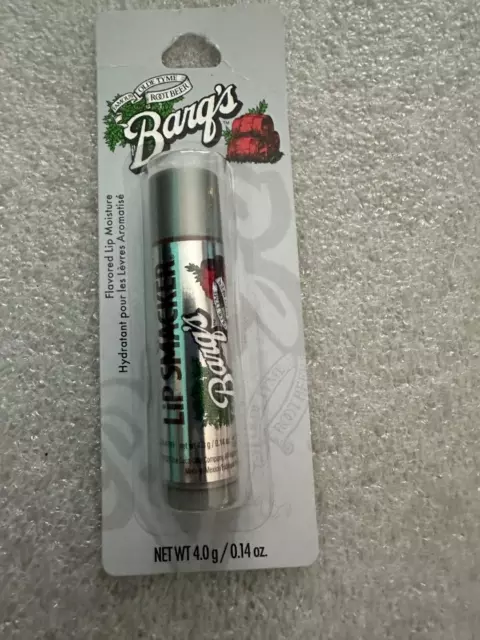 FAMOUS OLDE TYME
ROOT BEER
Barq's
Flavored Lip Moisture
Hydratant pour les Lèvres Aromatisé
LiP SMACKER
Barq's
NET WT 4.0 g / 0.14 oz.